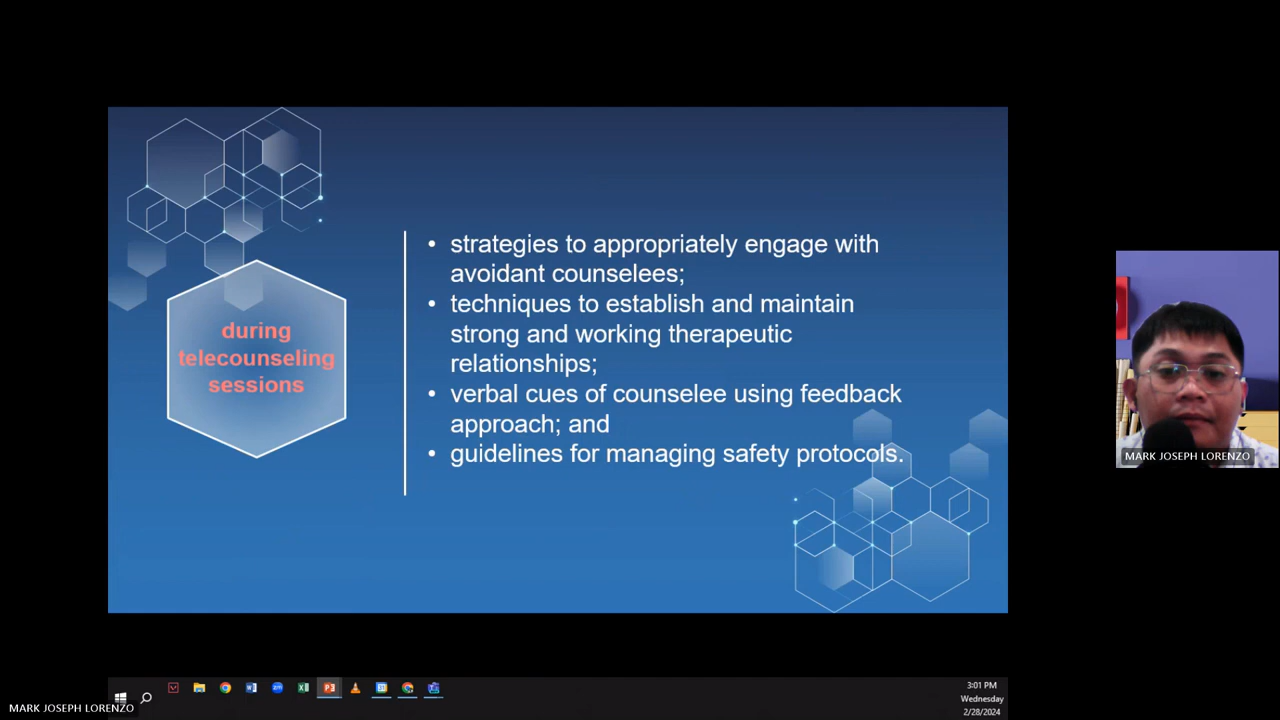 during
telecounseling
sessions
• strategies to appropriately engage with
avoidant counselees;
• techniques to establish and maintain
strong and working therapeutic
relationships;
• verbal cues of counselee using feedback
approach; and
• guidelines for managing safety protocols.
MARK JOSEPH LORENZO
3:01 PM
Wednesday
2/28/2024
MARK JOSEPH LORENZO